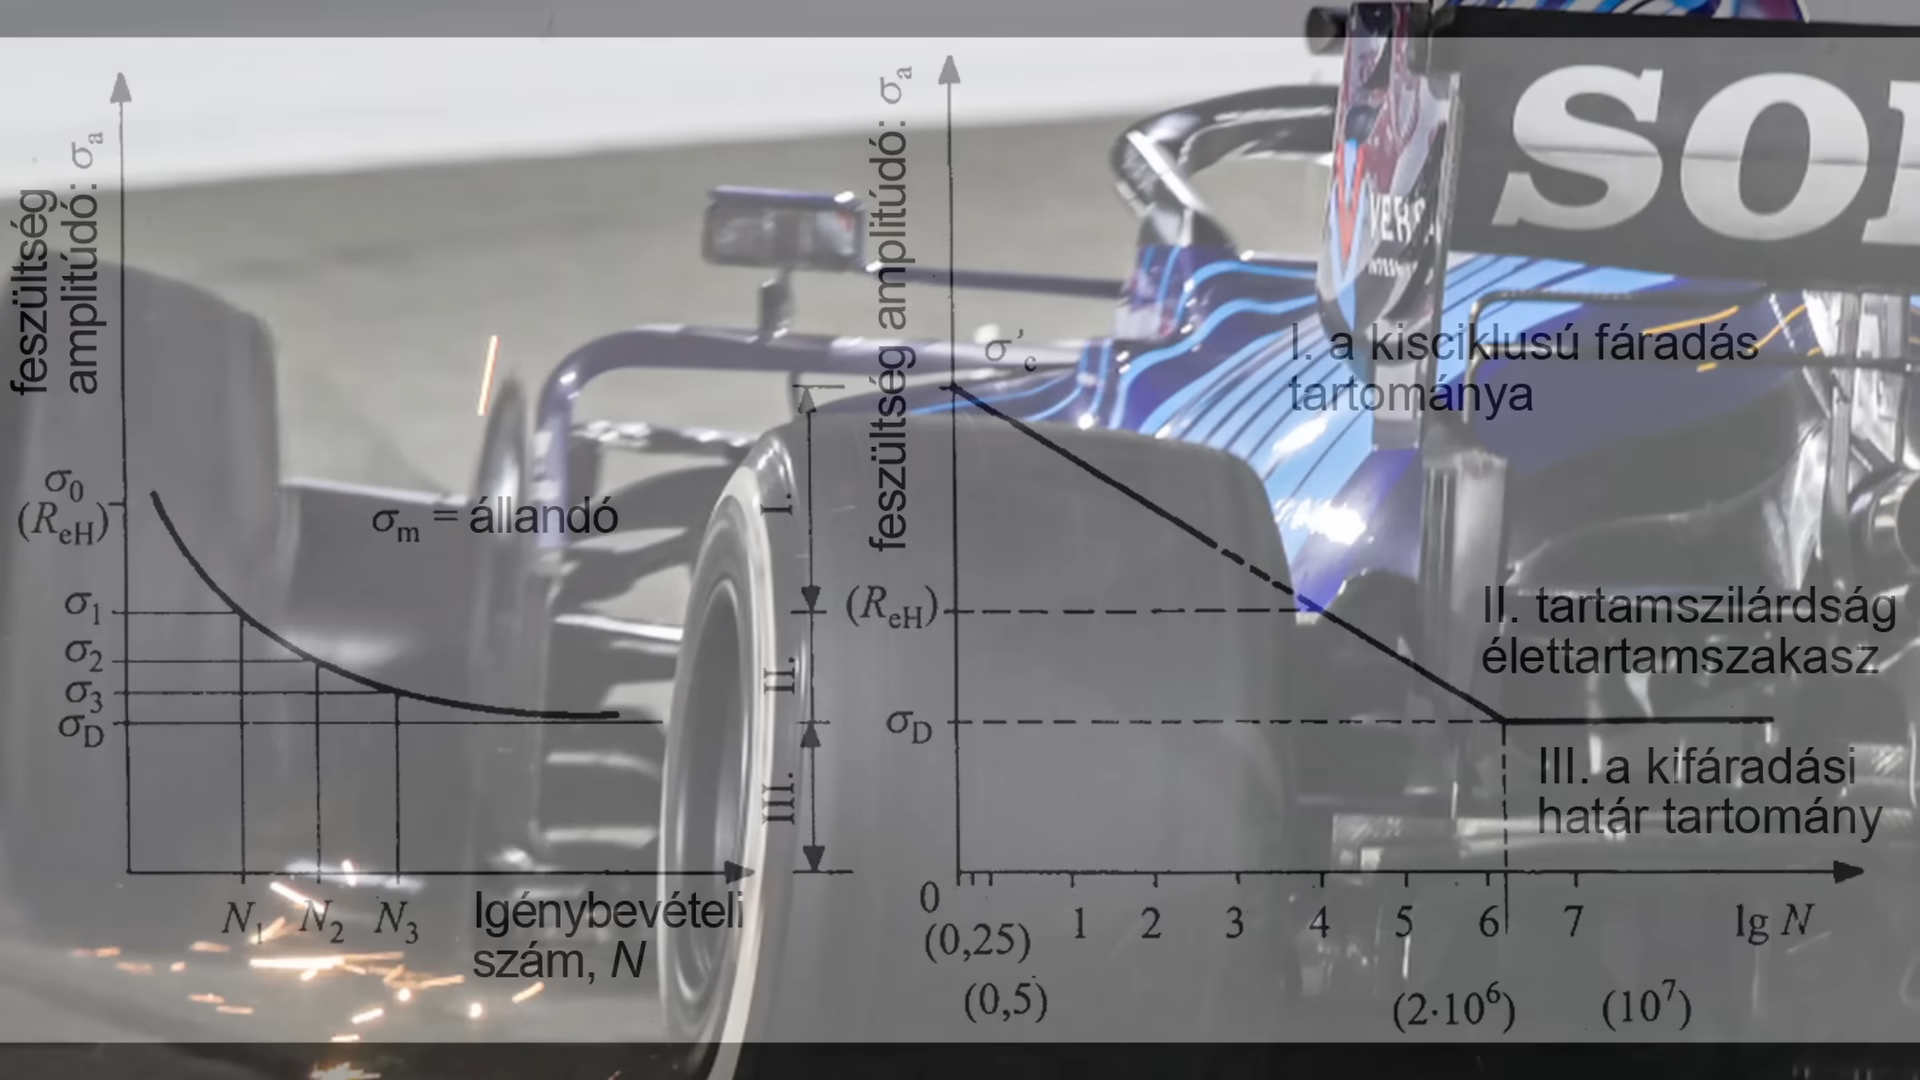 feszültség
amplitúdó: σa
σ0
(ReH)
σ1
σ2
σ3
σD
σm = állandó
N1 N2 N3
Igénybevételi
szám, N
feszültség amplitúdó: σa
σ'c
I.
II.
III.
(ReH)
σD
I. a kisciklusú fáradás
tartománya
II. tartamszilárdság
élettartamszakasz
III. a kifáradási
határ tartomány
0 1 2 3 4 5 6 7 lg N
(0,25)
(0,5) (2·10⁶) (10⁷)
SO